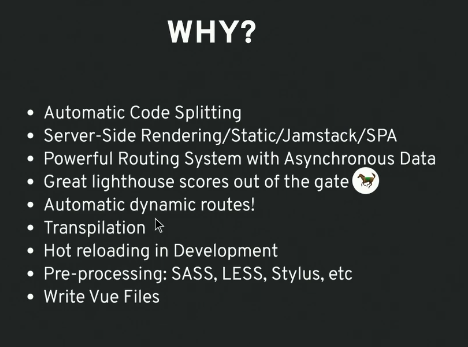 WHY?
Automatic Code Splitting
Server-Side Rendering/Static/Jamstack/SPA
Powerful Routing System with Asynchronous Data
Great lighthouse scores out of the gate
Automatic dynamic routes!
Transpilation
Hot reloading in Development
Pre-processing: SASS, LESS, Stylus, etc
Write Vue Files